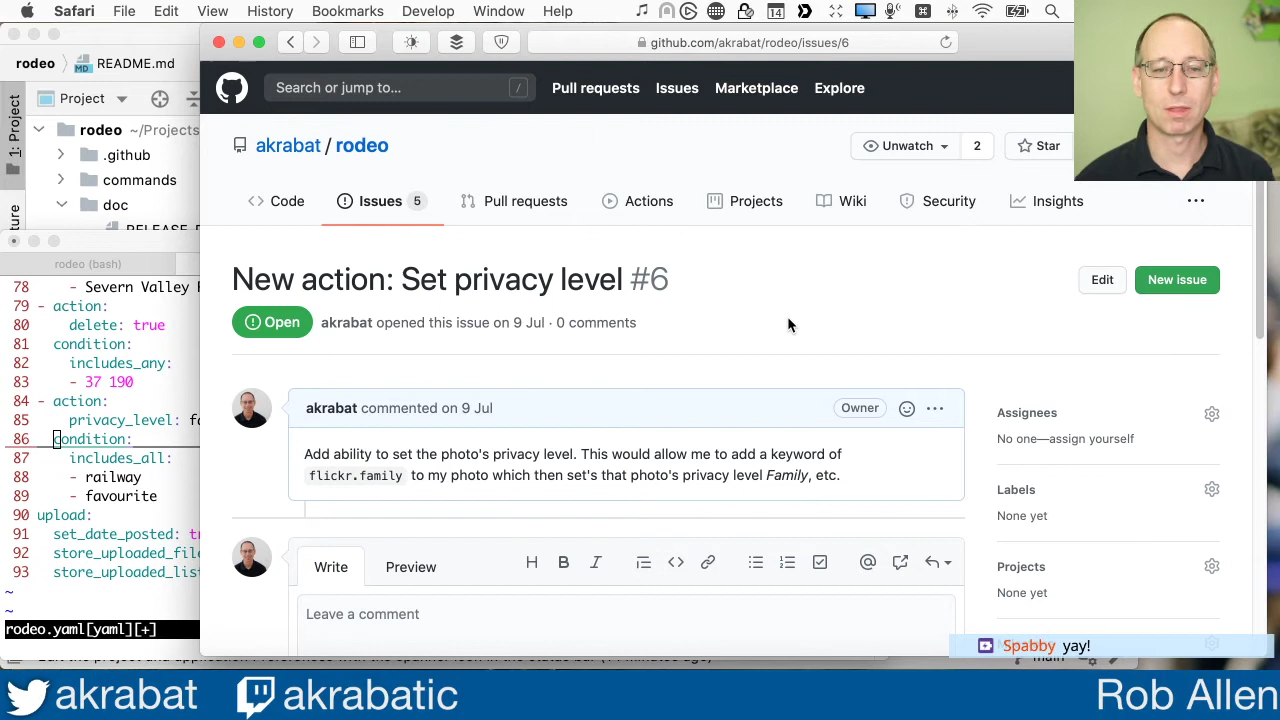 Safari File Edit View History Bookmarks Develop Window Help
14
rodeo README.md
github.com/akrabat/rodeo/issues/6
Project
1: Project
rodeo ~/Projects
.github
commands
doc
Search or jump to... /
Pull requests Issues Marketplace Explore
akrabat / rodeo
Unwatch 2
Star
Code
Issues 5
Pull requests
Actions
Projects
Wiki
Security
Insights
New action: Set privacy level #6
Edit
New issue
Open
akrabat opened this issue on 9 Jul · 0 comments
akrabat commented on 9 Jul
Owner
Add ability to set the photo's privacy level. This would allow me to add a keyword of
flickr.family to my photo which then set's that photo's privacy level Family, etc.
Write Preview
Leave a comment
Assignees
No one—assign yourself
Labels
None yet
Projects
None yet
rodeo (bash)
78 - Severn Valley
79 - action:
80 delete: true
81 condition:
82 includes_any:
83 - 37 190
84 - action:
85 privacy_level:
86 condition:
87 includes_all:
88 - railway
89 - favourite
90 upload:
91 set_date_posted:
92 store_uploaded_file
93 store_uploaded_list
~
~
rodeo.yaml[yaml][+]
Spabby yay!
main
akrabat akrabatic Rob Allen